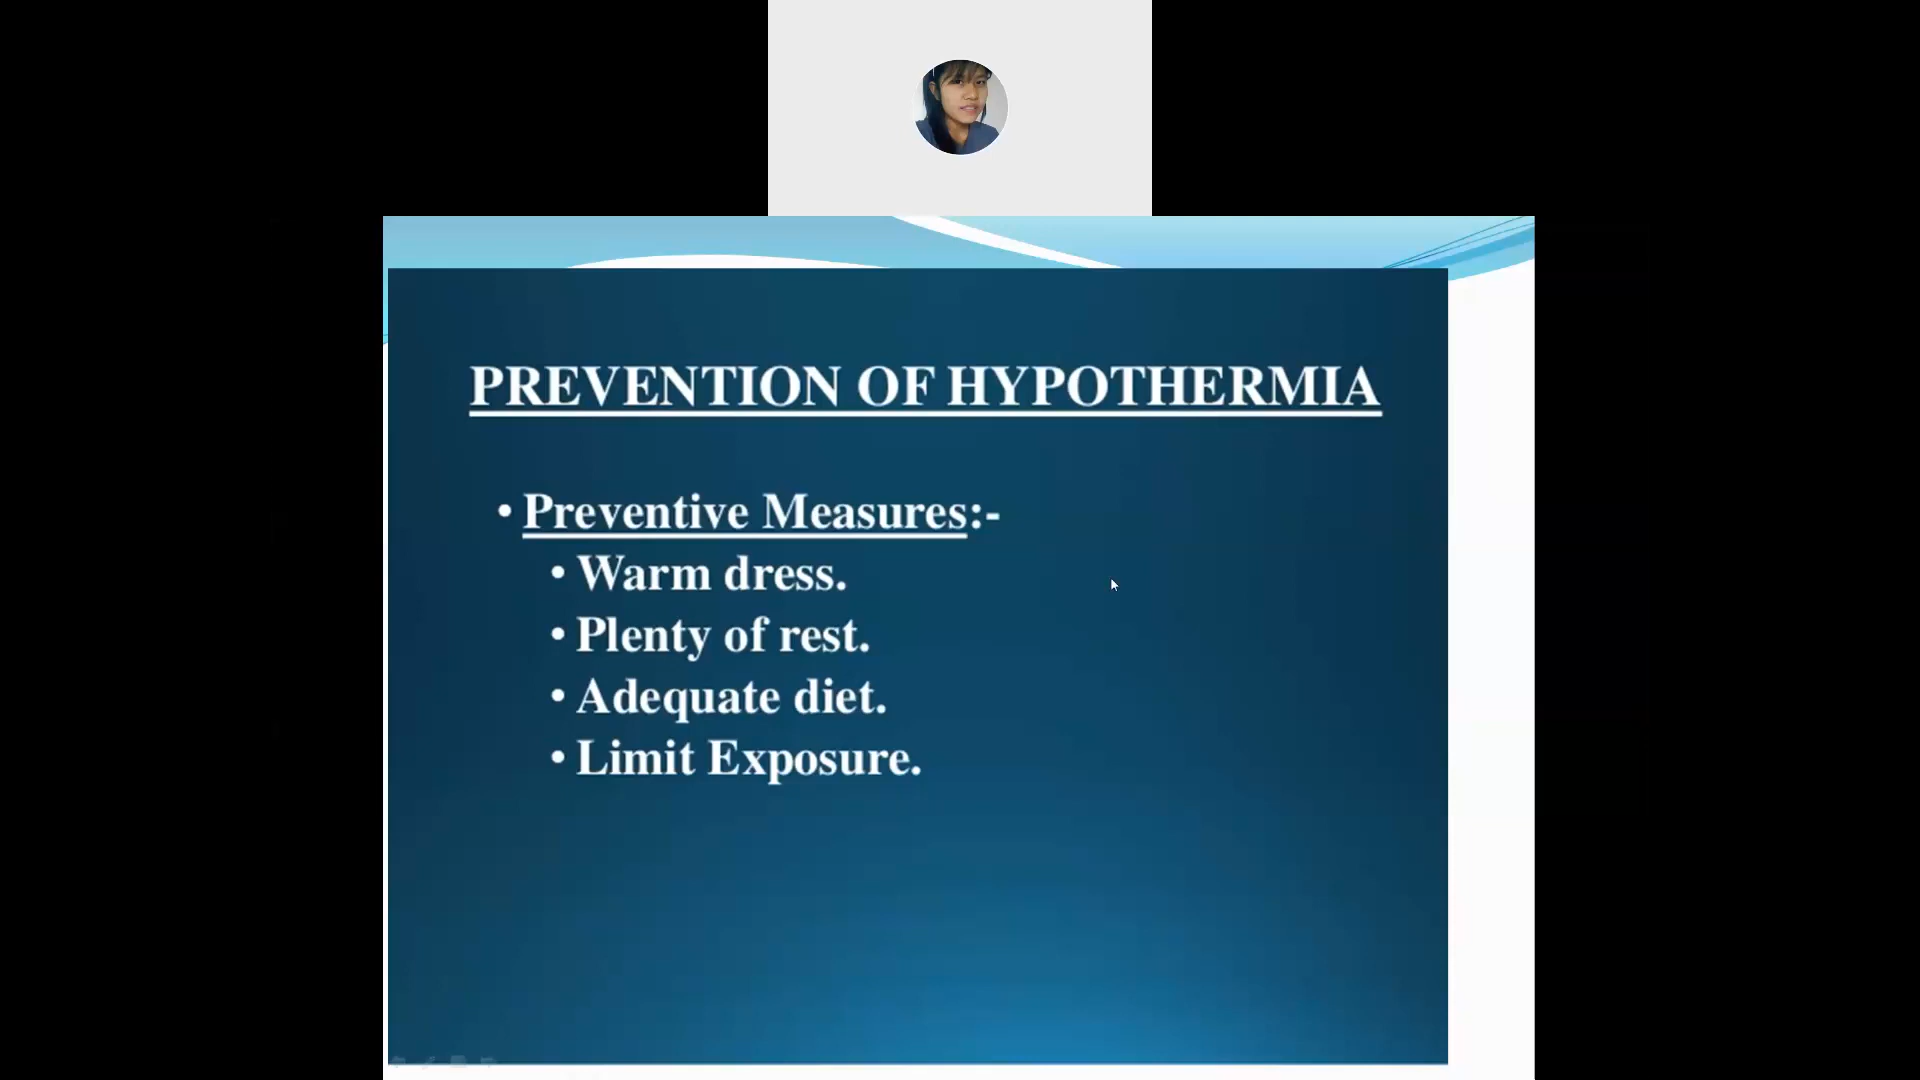 PREVENTION OF HYPOTHERMIA
• Preventive Measures:-
• Warm dress.
• Plenty of rest.
• Adequate diet.
• Limit Exposure.